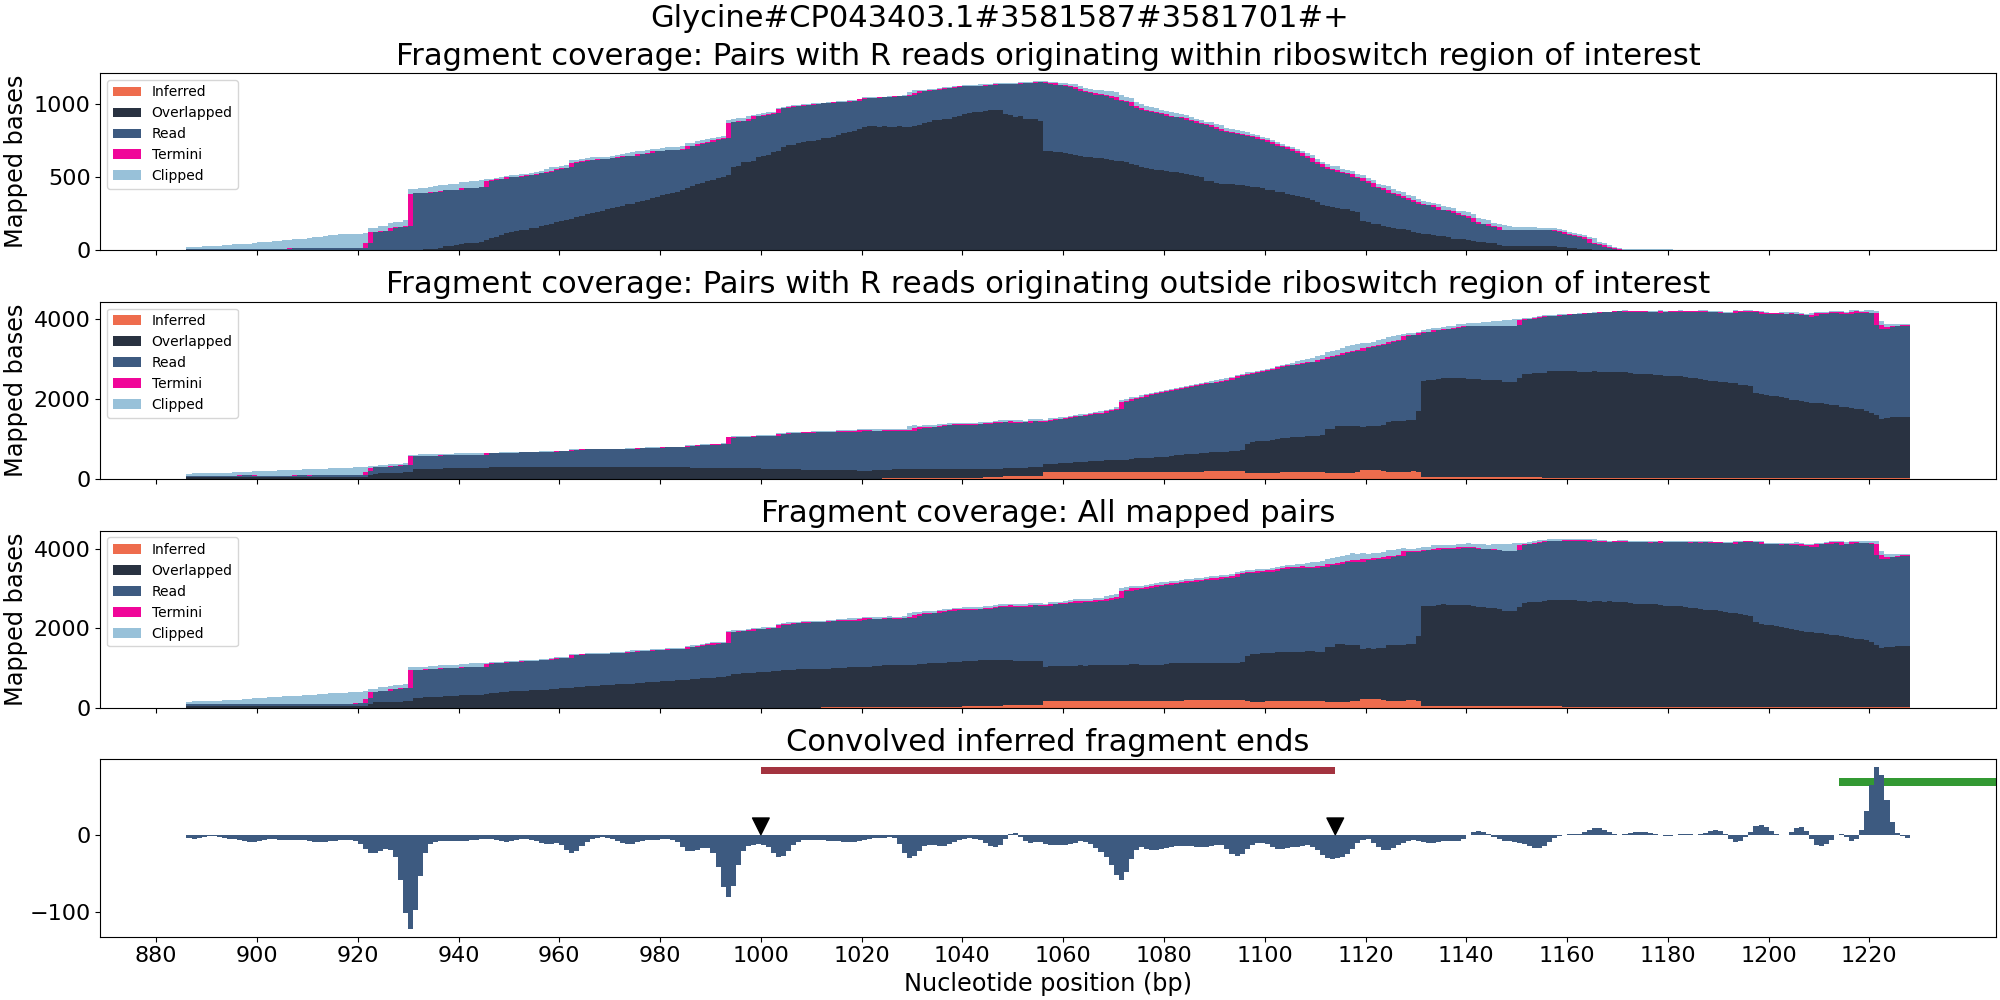 Glycine#CP043403.1#3581587#3581701#+
Fragment coverage: Pairs with R reads originating within riboswitch region of interest
Mapped bases
1000
500
0
Inferred
Overlapped
Read
Termini
Clipped
Fragment coverage: Pairs with R reads originating outside riboswitch region of interest
Mapped bases
4000
2000
0
Inferred
Overlapped
Read
Termini
Clipped
Fragment coverage: All mapped pairs
Mapped bases
4000
2000
0
Inferred
Overlapped
Read
Termini
Clipped
Convolved inferred fragment ends
0
−100
880 900 920 940 960 980 1000 1020 1040 1060 1080 1100 1120 1140 1160 1180 1200 1220
Nucleotide position (bp)